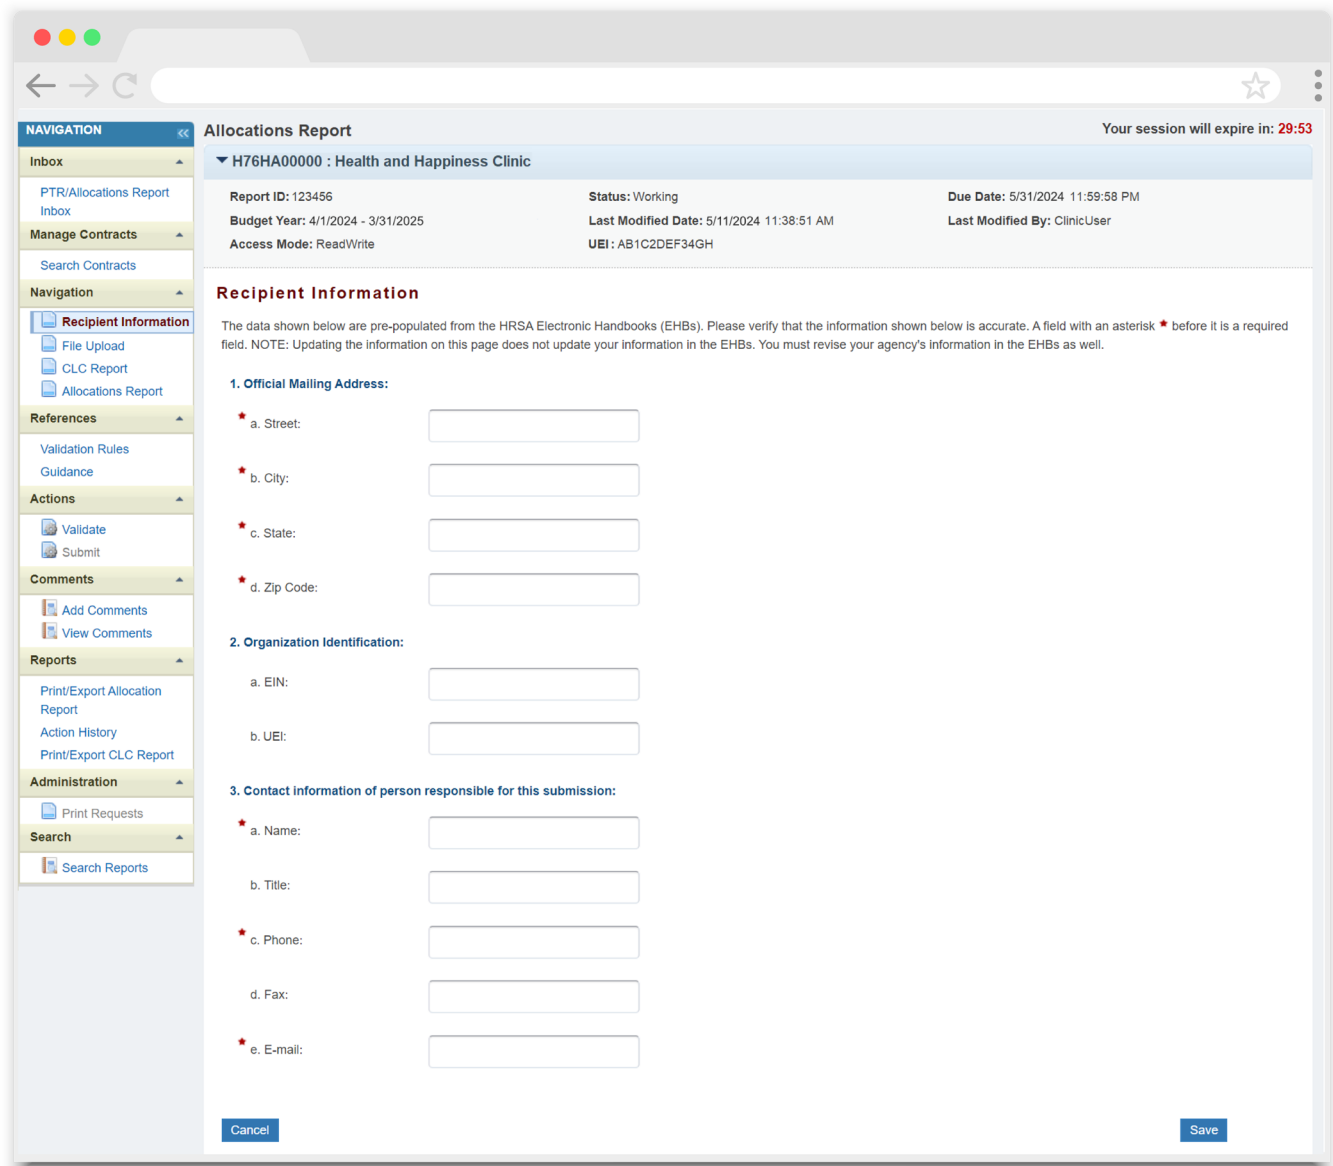 NAVIGATION
Inbox
PTR/Allocations Report
Inbox
Manage Contracts
Search Contracts
Navigation
Recipient Information
File Upload
CLC Report
Allocations Report
References
Validation Rules
Guidance
Actions
Validate
Submit
Comments
Add Comments
View Comments
Reports
Print/Export Allocation
Report
Action History
Print/Export CLC Report
Administration
Print Requests
Search
Search Reports
Allocations Report
Your session will expire in: 29:53
H76HA00000 : Health and Happiness Clinic
Report ID: 123456 Status: Working Due Date: 5/31/2024 11:59:58 PM
Budget Year: 4/1/2024 - 3/31/2025 Last Modified Date: 5/11/2024 11:38:51 AM Last Modified By: ClinicUser
Access Mode: ReadWrite UEI: AB1C2DEF34GH
Recipient Information
The data shown below are pre-populated from the HRSA Electronic Handbooks (EHBs). Please verify that the information shown below is accurate. A field with an asterisk * before it is a required
field. NOTE: Updating the information on this page does not update your information in the EHBs. You must revise your agency's information in the EHBs as well.
1. Official Mailing Address:
* a. Street:
* b. City:
* c. State:
* d. Zip Code:
2. Organization Identification:
a. EIN:
b. UEI:
3. Contact information of person responsible for this submission:
* a. Name:
b. Title:
* c. Phone:
d. Fax:
* e. E-mail:
Cancel Save